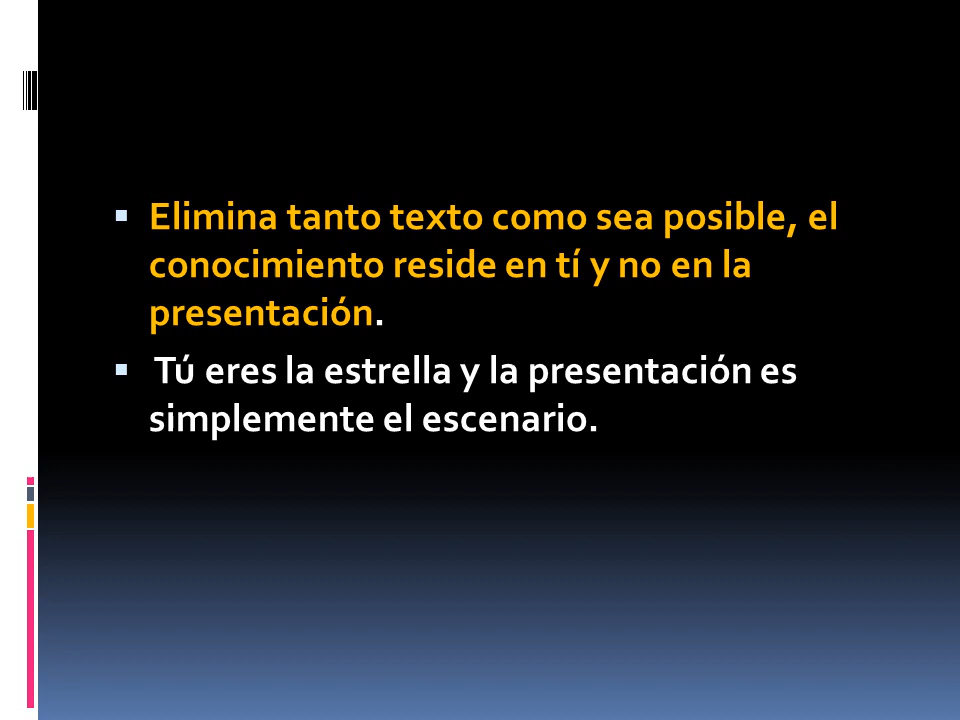 ▪ Elimina tanto texto como sea posible, el
conocimiento reside en tí y no en la
presentación.
▪ Tú eres la estrella y la presentación es
simplemente el escenario.